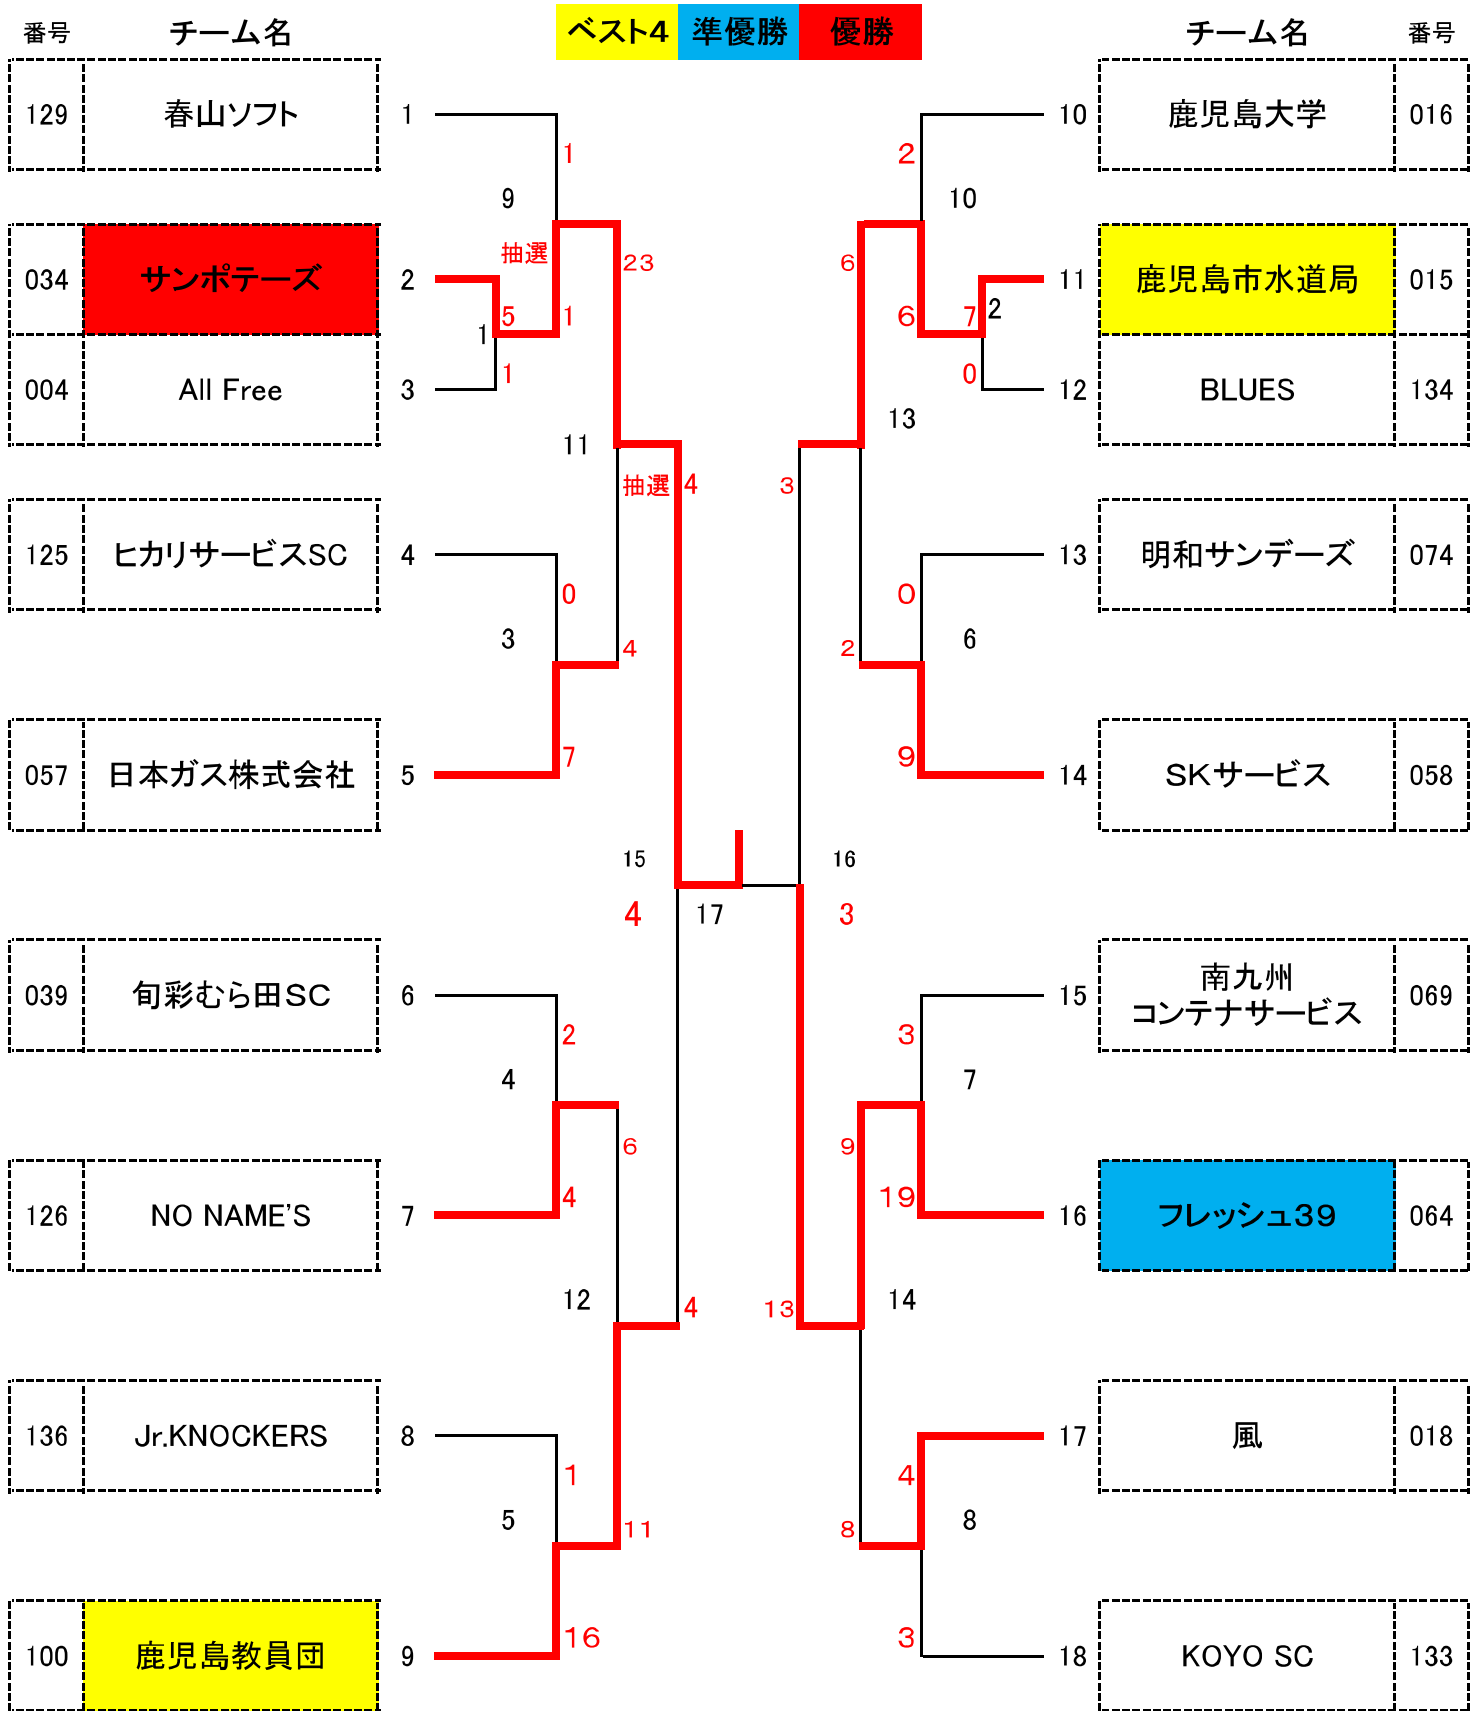 番号 チーム名 ベスト4 準優勝 優勝 チーム名 番号
129 春山ソフト 1 10 鹿児島大学 016
1 2
9 10
抽選 23 6
034 サンポテーズ 2 11 鹿児島市水道局 015
5 1 6 7 2
1
1 0
004 All Free 3 12 BLUES 134
13
11
抽選 4 3
125 ヒカリサービスSC 4 13 明和サンデーズ 074
0 0
3 6
4 2
7 9
057 日本ガス株式会社 5 14 SKサービス 058
15 16
4 17 3
039 旬彩むら田SC 6 15 南九州
コンテナサービス 069
2 3
4 7
6 9
4 19
126 NO NAME'S 7 16 フレッシュ39 064
12 14
4 13
136 Jr.KNOCKERS 8 17 風 018
1 4
5 8
11 8
16 3
100 鹿児島教員団 9 18 KOYO SC 133